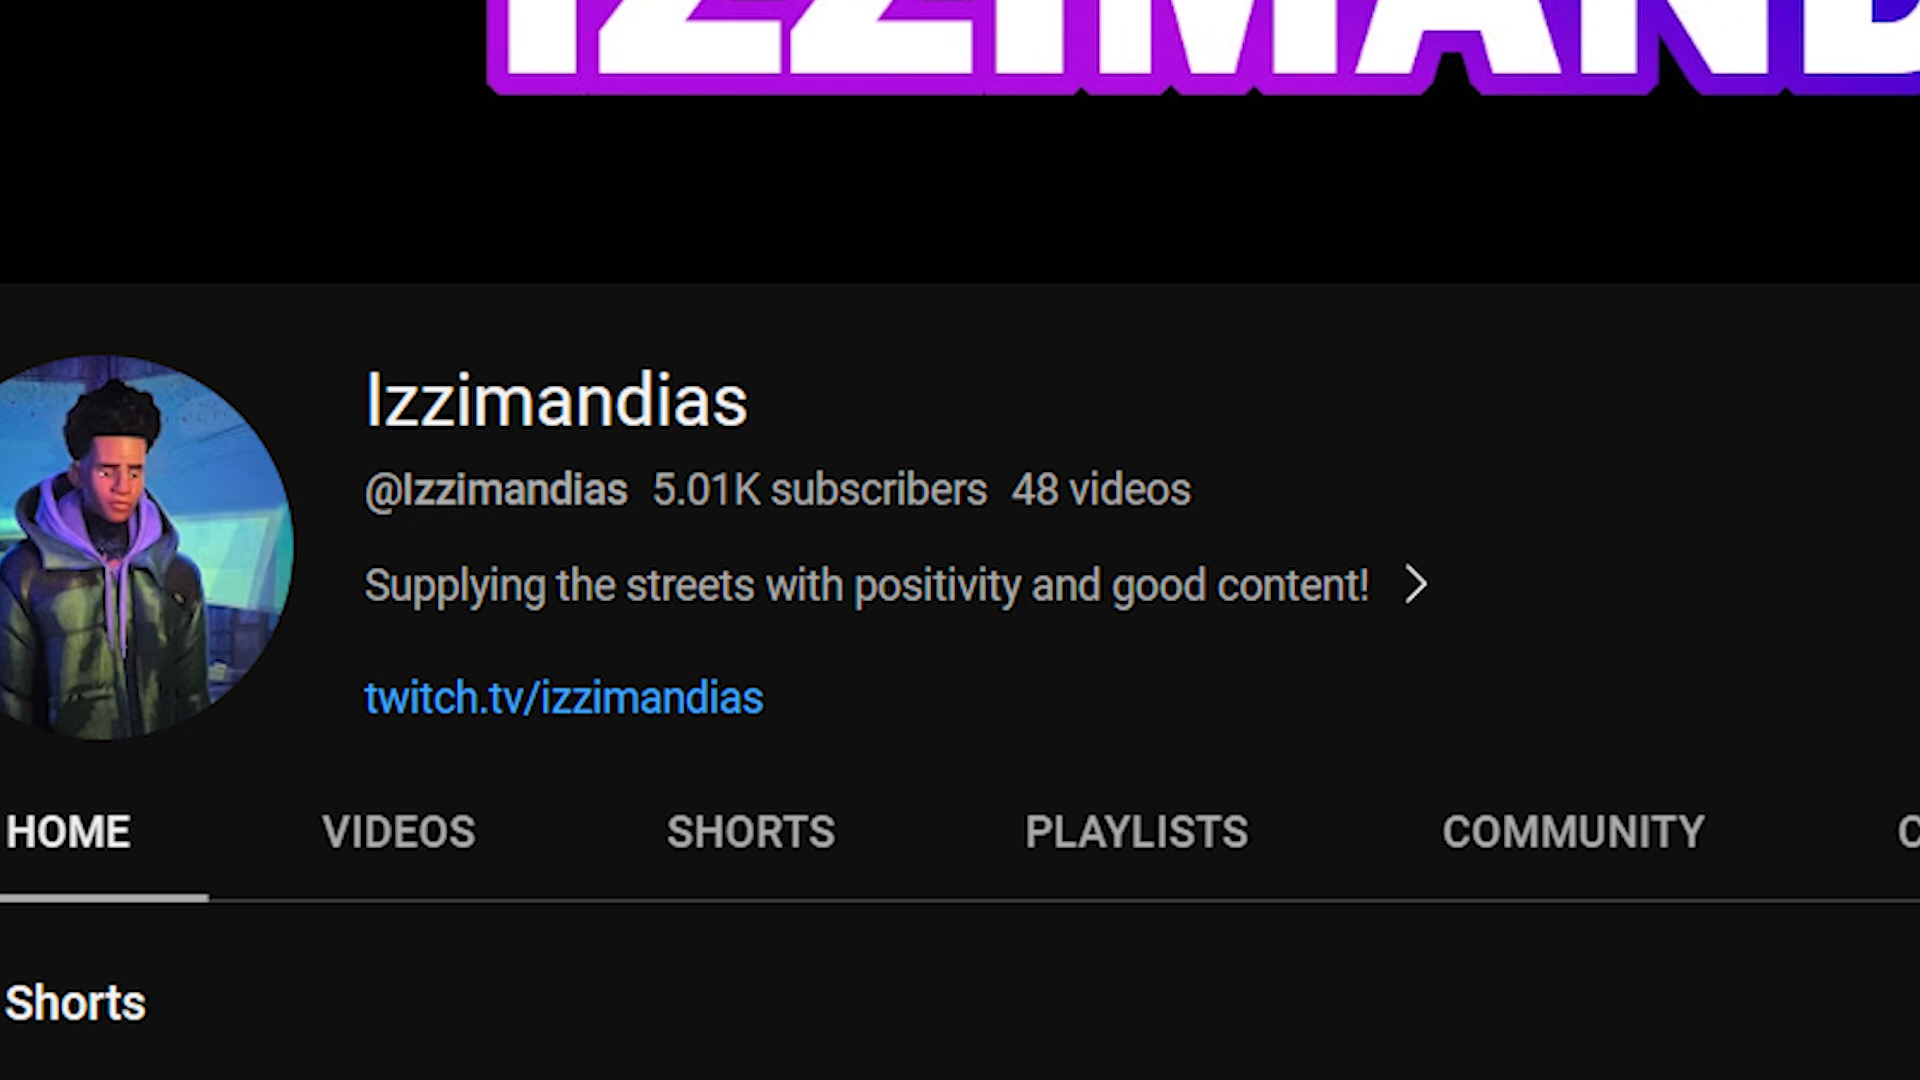 IZZIMAND
Izzimandias
@Izzimandias 5.01K subscribers 48 videos
Supplying the streets with positivity and good content!
twitch.tv/izzimandias
HOME VIDEOS SHORTS PLAYLISTS COMMUNITY
Shorts